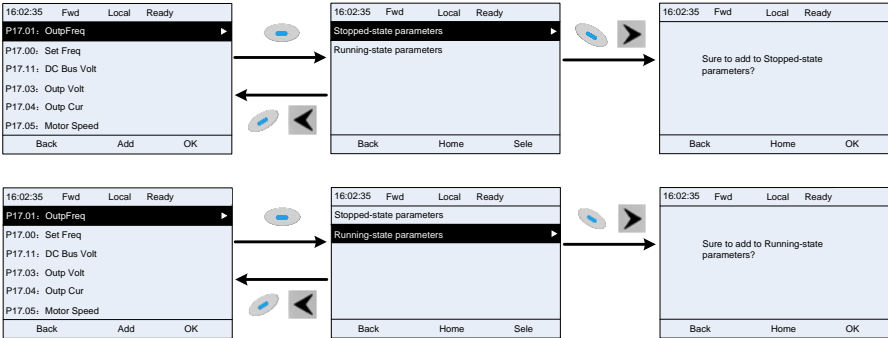 16:02:35 Fwd Local Ready
P17.01： OutpFreq
P17.00： Set Freq
P17.11： DC Bus Volt
P17.03： Outp Volt
P17.04： Outp Cur
P17.05： Motor Speed
Back Add OK
16:02:35 Fwd Local Ready
Stopped-state parameters
Running-state parameters
Back Home Sele
16:02:35 Fwd Local Ready
Sure to add to Stopped-state
parameters?
Back Home OK
16:02:35 Fwd Local Ready
P17.01： OutpFreq
P17.00： Set Freq
P17.11： DC Bus Volt
P17.03： Outp Volt
P17.04： Outp Cur
P17.05： Motor Speed
Back Add OK
16:02:35 Fwd Local Ready
Stopped-state parameters
Running-state parameters
Back Home Sele
16:02:35 Fwd Local Ready
Sure to add to Running-state
parameters?
Back Home OK